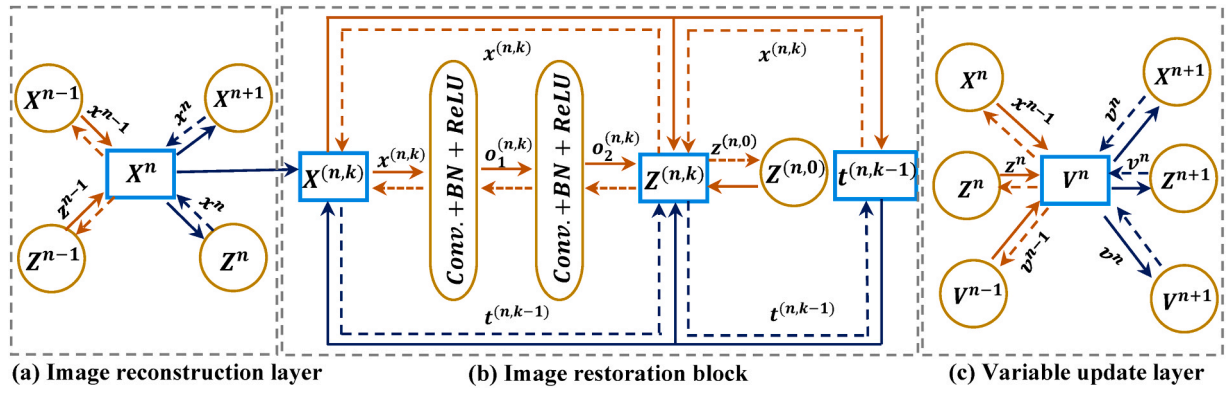 X^{n-1}
X^{n+1}
x^{n-1}
x^n
X^n
z^{n-1}
x^n
Z^{n-1}
Z^n
(a) Image reconstruction layer
x^{(n,k)}
x^{(n,k)}
X^{(n,k)}
x^{(n,k)}
Conv.+BN+ReLU
o_1^{(n,k)}
Conv.+BN+ReLU
o_2^{(n,k)}
Z^{(n,k)}
z^{(n,0)}
Z^{(n,0)}
t^{(n,k-1)}
t^{(n,k-1)}
t^{(n,k-1)}
(b) Image restoration block
X^n
X^{n+1}
x^{n-1}
v^n
Z^n
z^n
V^n
v^n
Z^{n+1}
v^{n-1}
v^n
V^{n-1}
V^{n+1}
(c) Variable update layer